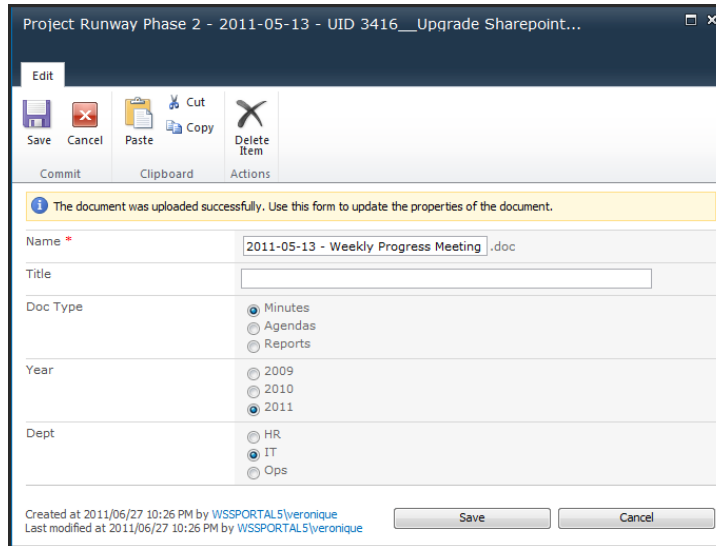 Project Runway Phase 2 - 2011-05-13 - UID 3416__Upgrade Sharepoint...
Edit
Save
Cancel
Paste
Cut
Copy
Delete Item
Commit
Clipboard
Actions
The document was uploaded successfully. Use this form to update the properties of the document.
Name *
2011-05-13 - Weekly Progress Meeting .doc
Title
Doc Type
Minutes
Agendas
Reports
Year
2009
2010
2011
Dept
HR
IT
Ops
Created at 2011/06/27 10:26 PM by WSSPORTAL5\veronique
Last modified at 2011/06/27 10:26 PM by WSSPORTAL5\veronique
Save
Cancel